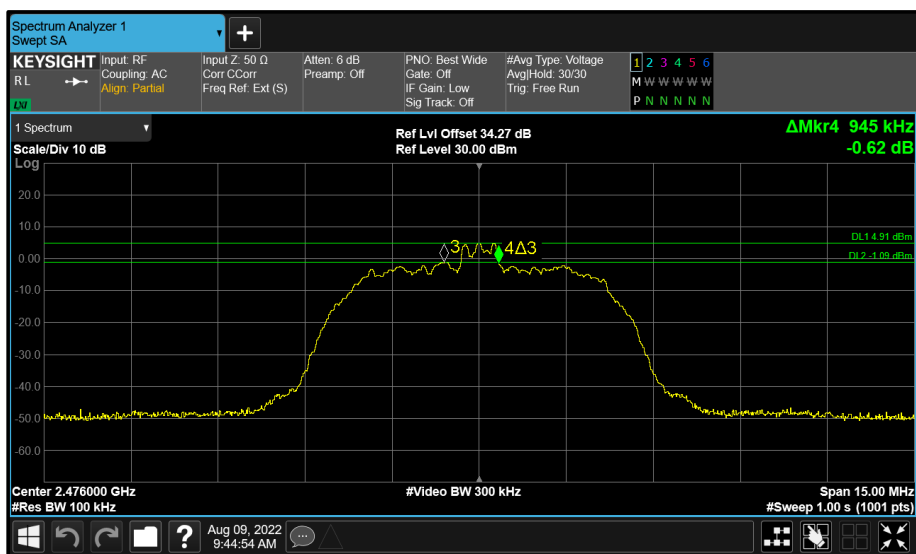 Spectrum Analyzer 1
Swept SA
KEYSIGHT
R L
LXI
Input: RF
Coupling: AC
Align: Partial
Input Z: 50 Ω
Corr CCorr
Freq Ref: Ext (S)
Atten: 6 dB
Preamp: Off
PNO: Best Wide
Gate: Off
IF Gain: Low
Sig Track: Off
#Avg Type: Voltage
Avg|Hold: 30/30
Trig: Free Run
1 2 3 4 5 6
M W W W W W
P N N N N N
1 Spectrum
Scale/Div 10 dB
Ref Lvl Offset 34.27 dB
Ref Level 30.00 dBm
ΔMkr4 945 kHz
-0.62 dB
Log
20.0
10.0
0.00
-10.0
-20.0
-30.0
-40.0
-50.0
-60.0
3
4Δ3
DL1 4.91 dBm
DL2 -1.09 dBm
Center 2.476000 GHz
#Res BW 100 kHz
#Video BW 300 kHz
Span 15.00 MHz
#Sweep 1.00 s (1001 pts)
?
Aug 09, 2022
9:44:54 AM